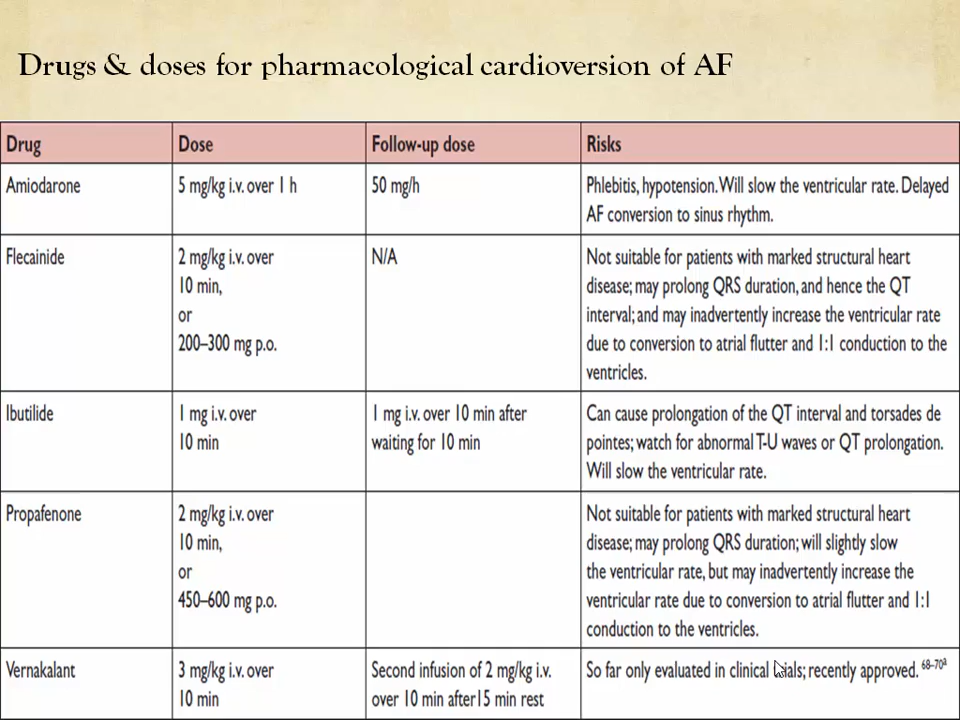 Drugs & doses for pharmacological cardioversion of AF
Drug
Dose
Follow-up dose
Risks
Amiodarone
5 mg/kg i.v. over 1 h
50 mg/h
Phlebitis, hypotension. Will slow the ventricular rate. Delayed
AF conversion to sinus rhythm.
Flecainide
2 mg/kg i.v. over
10 min,
or
200–300 mg p.o.
N/A
Not suitable for patients with marked structural heart
disease; may prolong QRS duration, and hence the QT
interval; and may inadvertently increase the ventricular rate
due to conversion to atrial flutter and 1:1 conduction to the
ventricles.
Ibutilide
1 mg i.v. over
10 min
1 mg i.v. over 10 min after
waiting for 10 min
Can cause prolongation of the QT interval and torsades de
pointes; watch for abnormal T-U waves or QT prolongation.
Will slow the ventricular rate.
Propafenone
2 mg/kg i.v. over
10 min,
or
450–600 mg p.o.
Not suitable for patients with marked structural heart
disease; may prolong QRS duration; will slightly slow
the ventricular rate, but may inadvertently increase the
ventricular rate due to conversion to atrial flutter and 1:1
conduction to the ventricles.
Vernakalant
3 mg/kg i.v. over
10 min
Second infusion of 2 mg/kg i.v.
over 10 min after15 min rest
So far only evaluated in clinical trials; recently approved. 68–70a